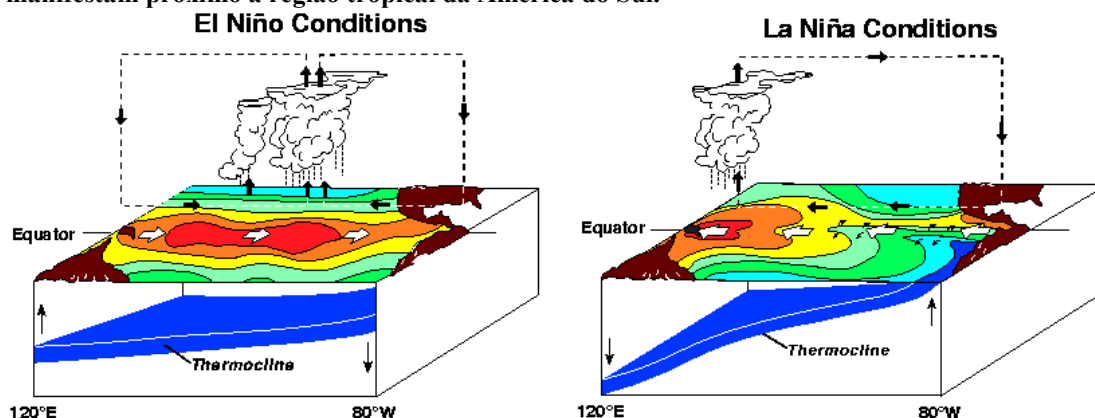 manifestam próximo à região tropical da América do Sul.
El Niño Conditions
La Niña Conditions
Equator
Equator
Thermocline
Thermocline
120°E
80°W
120°E
80°W